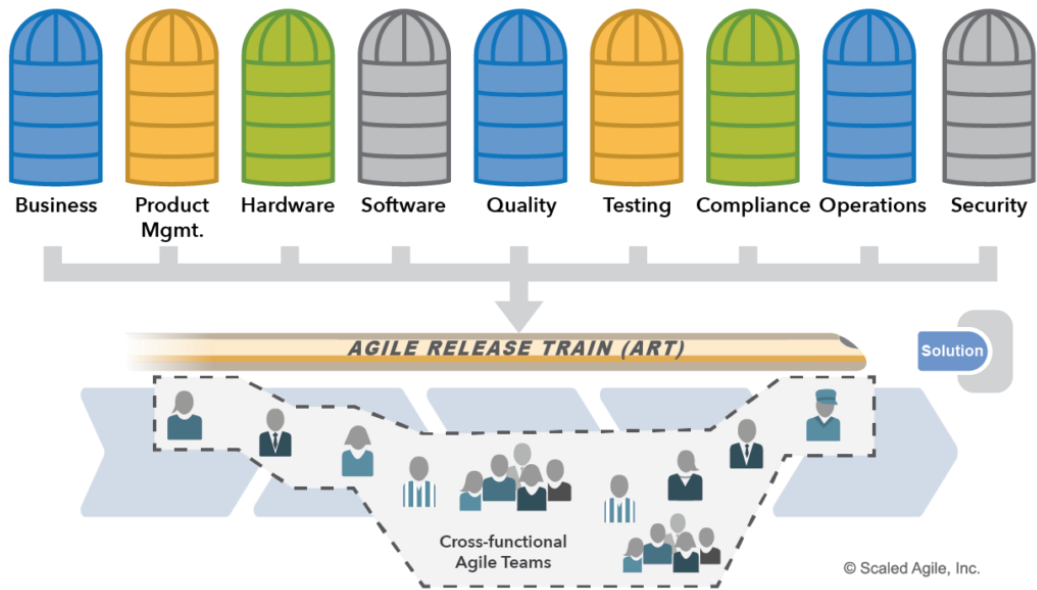 Business
Product
Mgmt.
Hardware
Software
Quality
Testing
Compliance
Operations
Security
AGILE RELEASE TRAIN (ART)
Solution
Cross-functional
Agile Teams
© Scaled Agile, Inc.